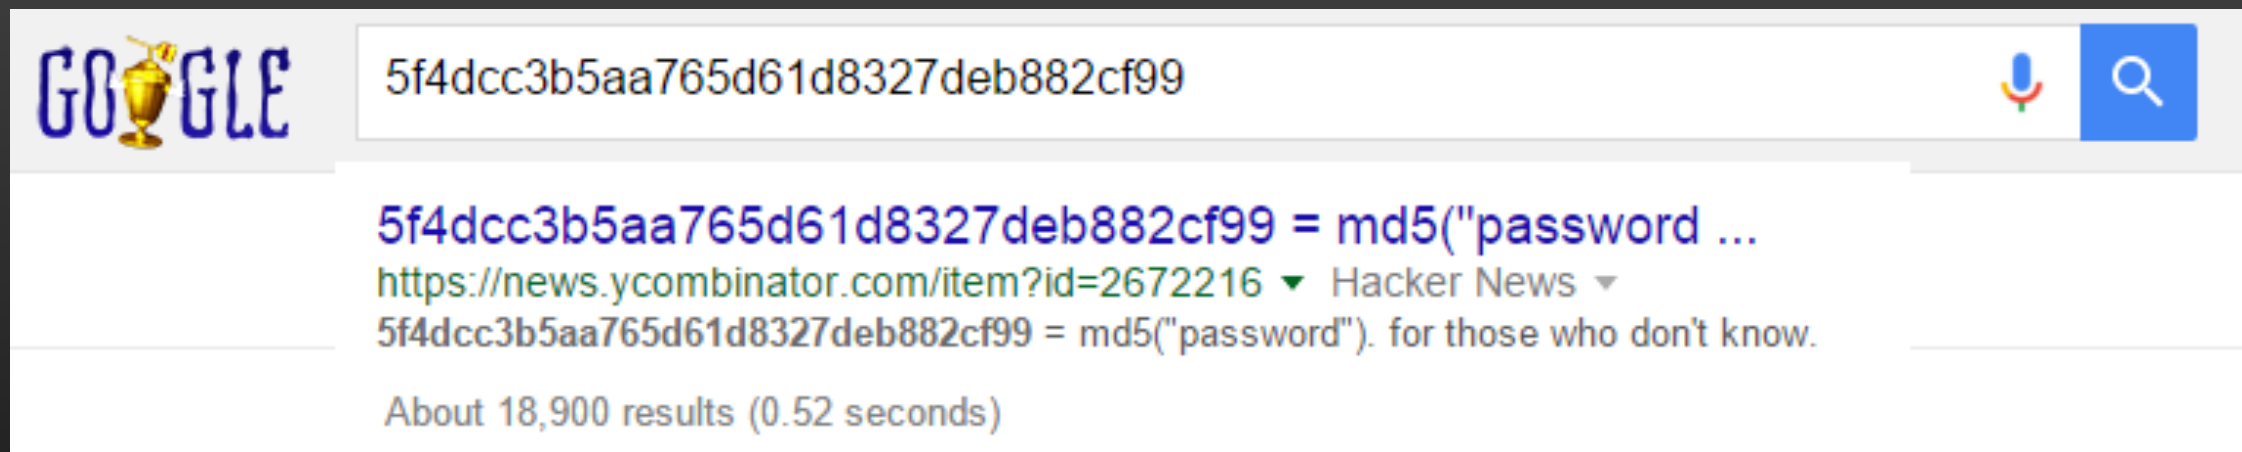 GOOGLE
5f4dcc3b5aa765d61d8327deb882cf99
5f4dcc3b5aa765d61d8327deb882cf99 = md5("password ...
https://news.ycombinator.com/item?id=2672216 ▾ Hacker News ▾
5f4dcc3b5aa765d61d8327deb882cf99 = md5("password"). for those who don't know.
About 18,900 results (0.52 seconds)